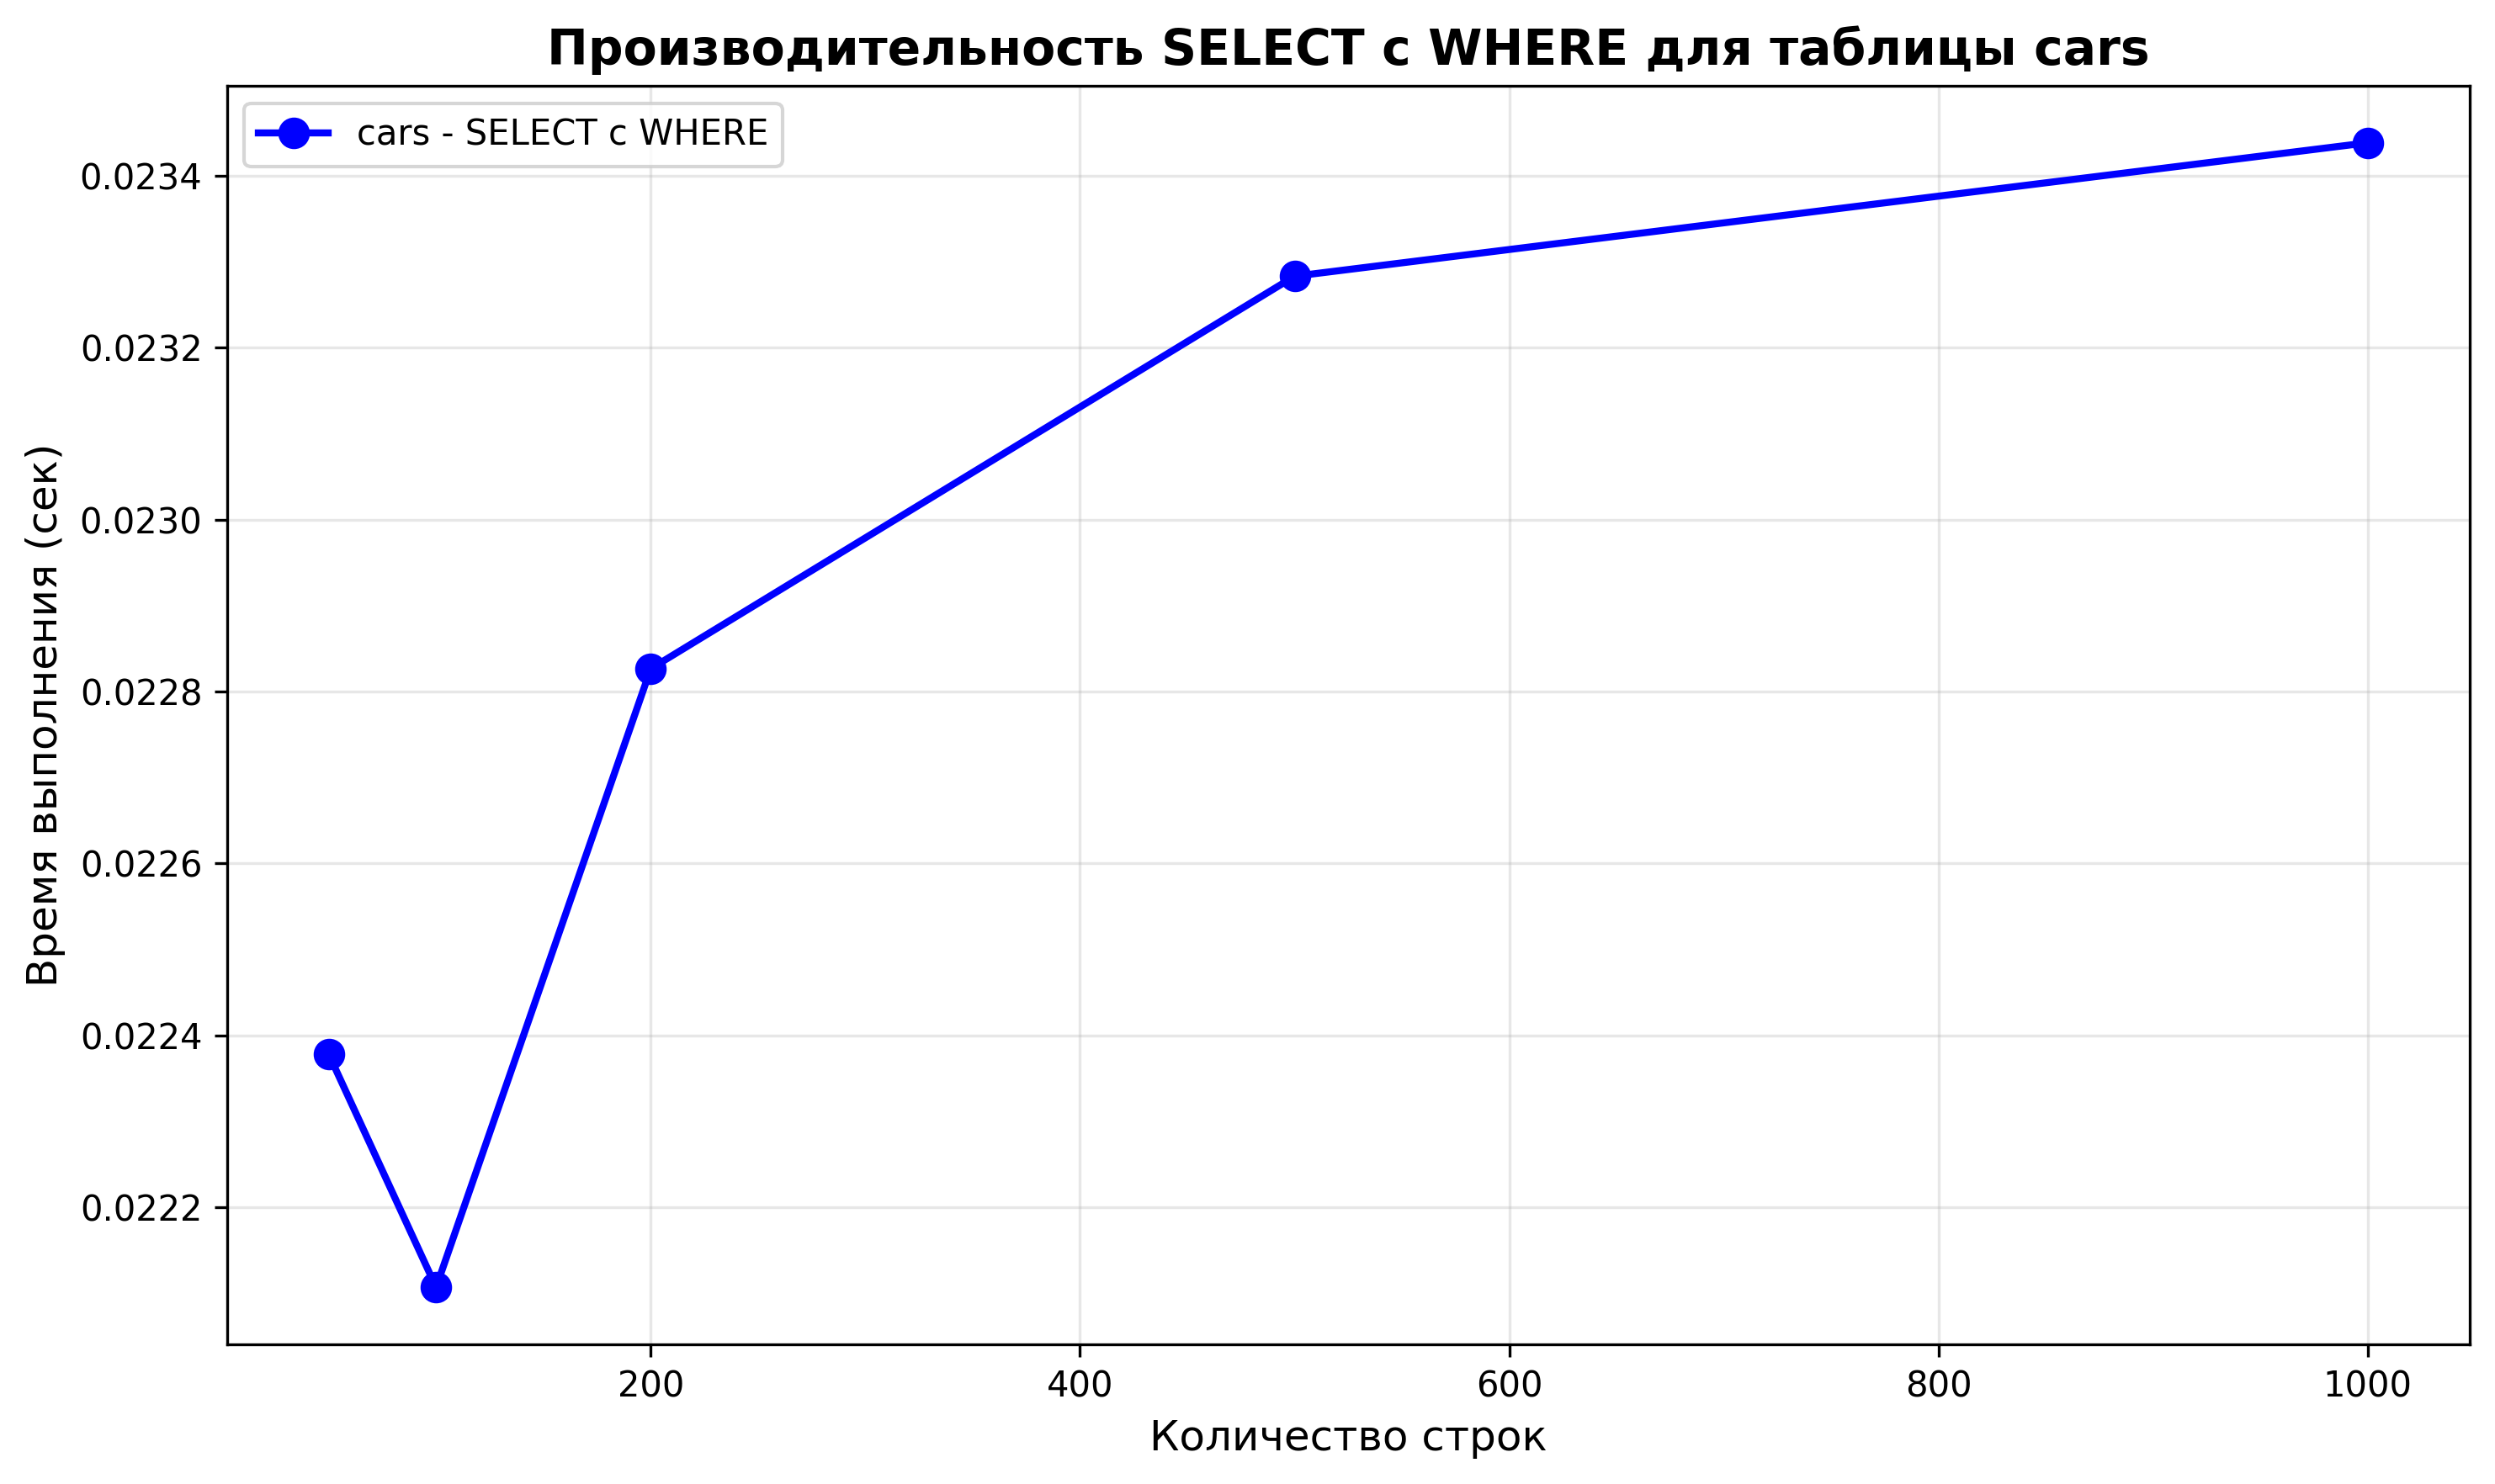 Производительность SELECT с WHERE для таблицы cars
cars - SELECT с WHERE
Время выполнения (сек)
0.0234
0.0232
0.0230
0.0228
0.0226
0.0224
0.0222
200 400 600 800 1000
Количество строк